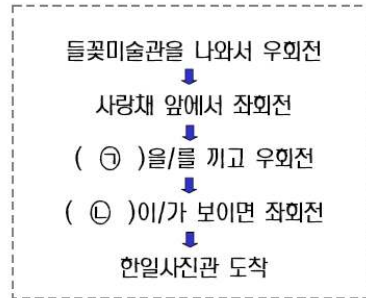 들꽃미술관을 나와서 우회전
사랑채 앞에서 좌회전
( ㉠ )을/를 끼고 우회전
( ㉡ )이/가 보이면 좌회전
한일사진관 도착